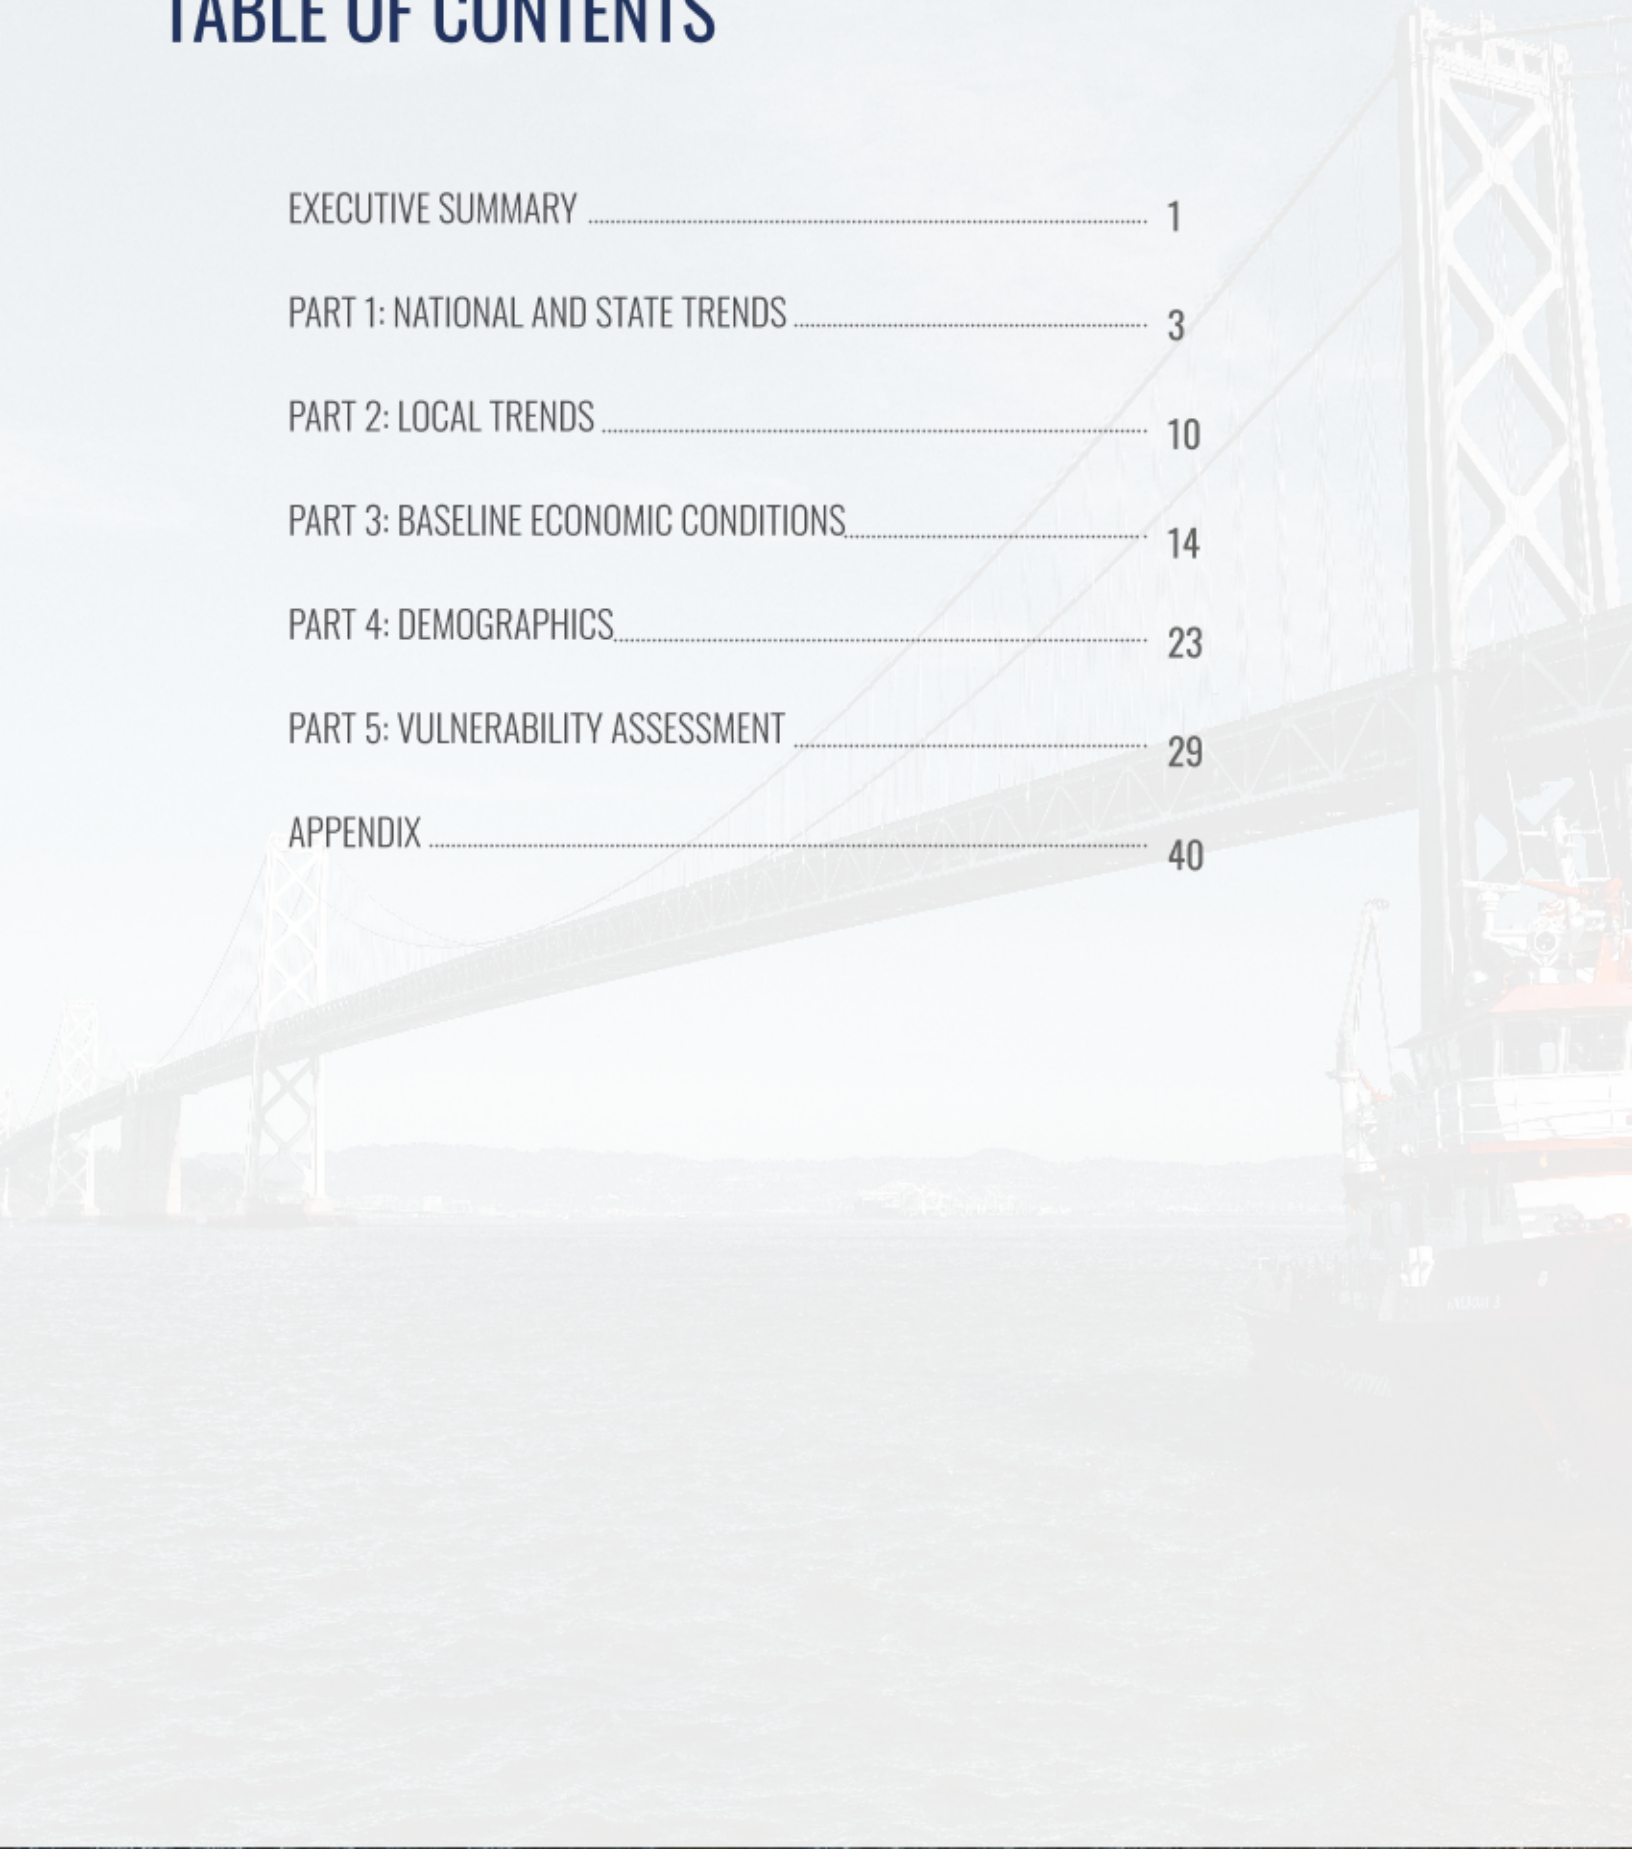 TABLE OF CONTENTS
EXECUTIVE SUMMARY 1
PART 1: NATIONAL AND STATE TRENDS 3
PART 2: LOCAL TRENDS 10
PART 3: BASELINE ECONOMIC CONDITIONS 14
PART 4: DEMOGRAPHICS 23
PART 5: VULNERABILITY ASSESSMENT 29
APPENDIX 40